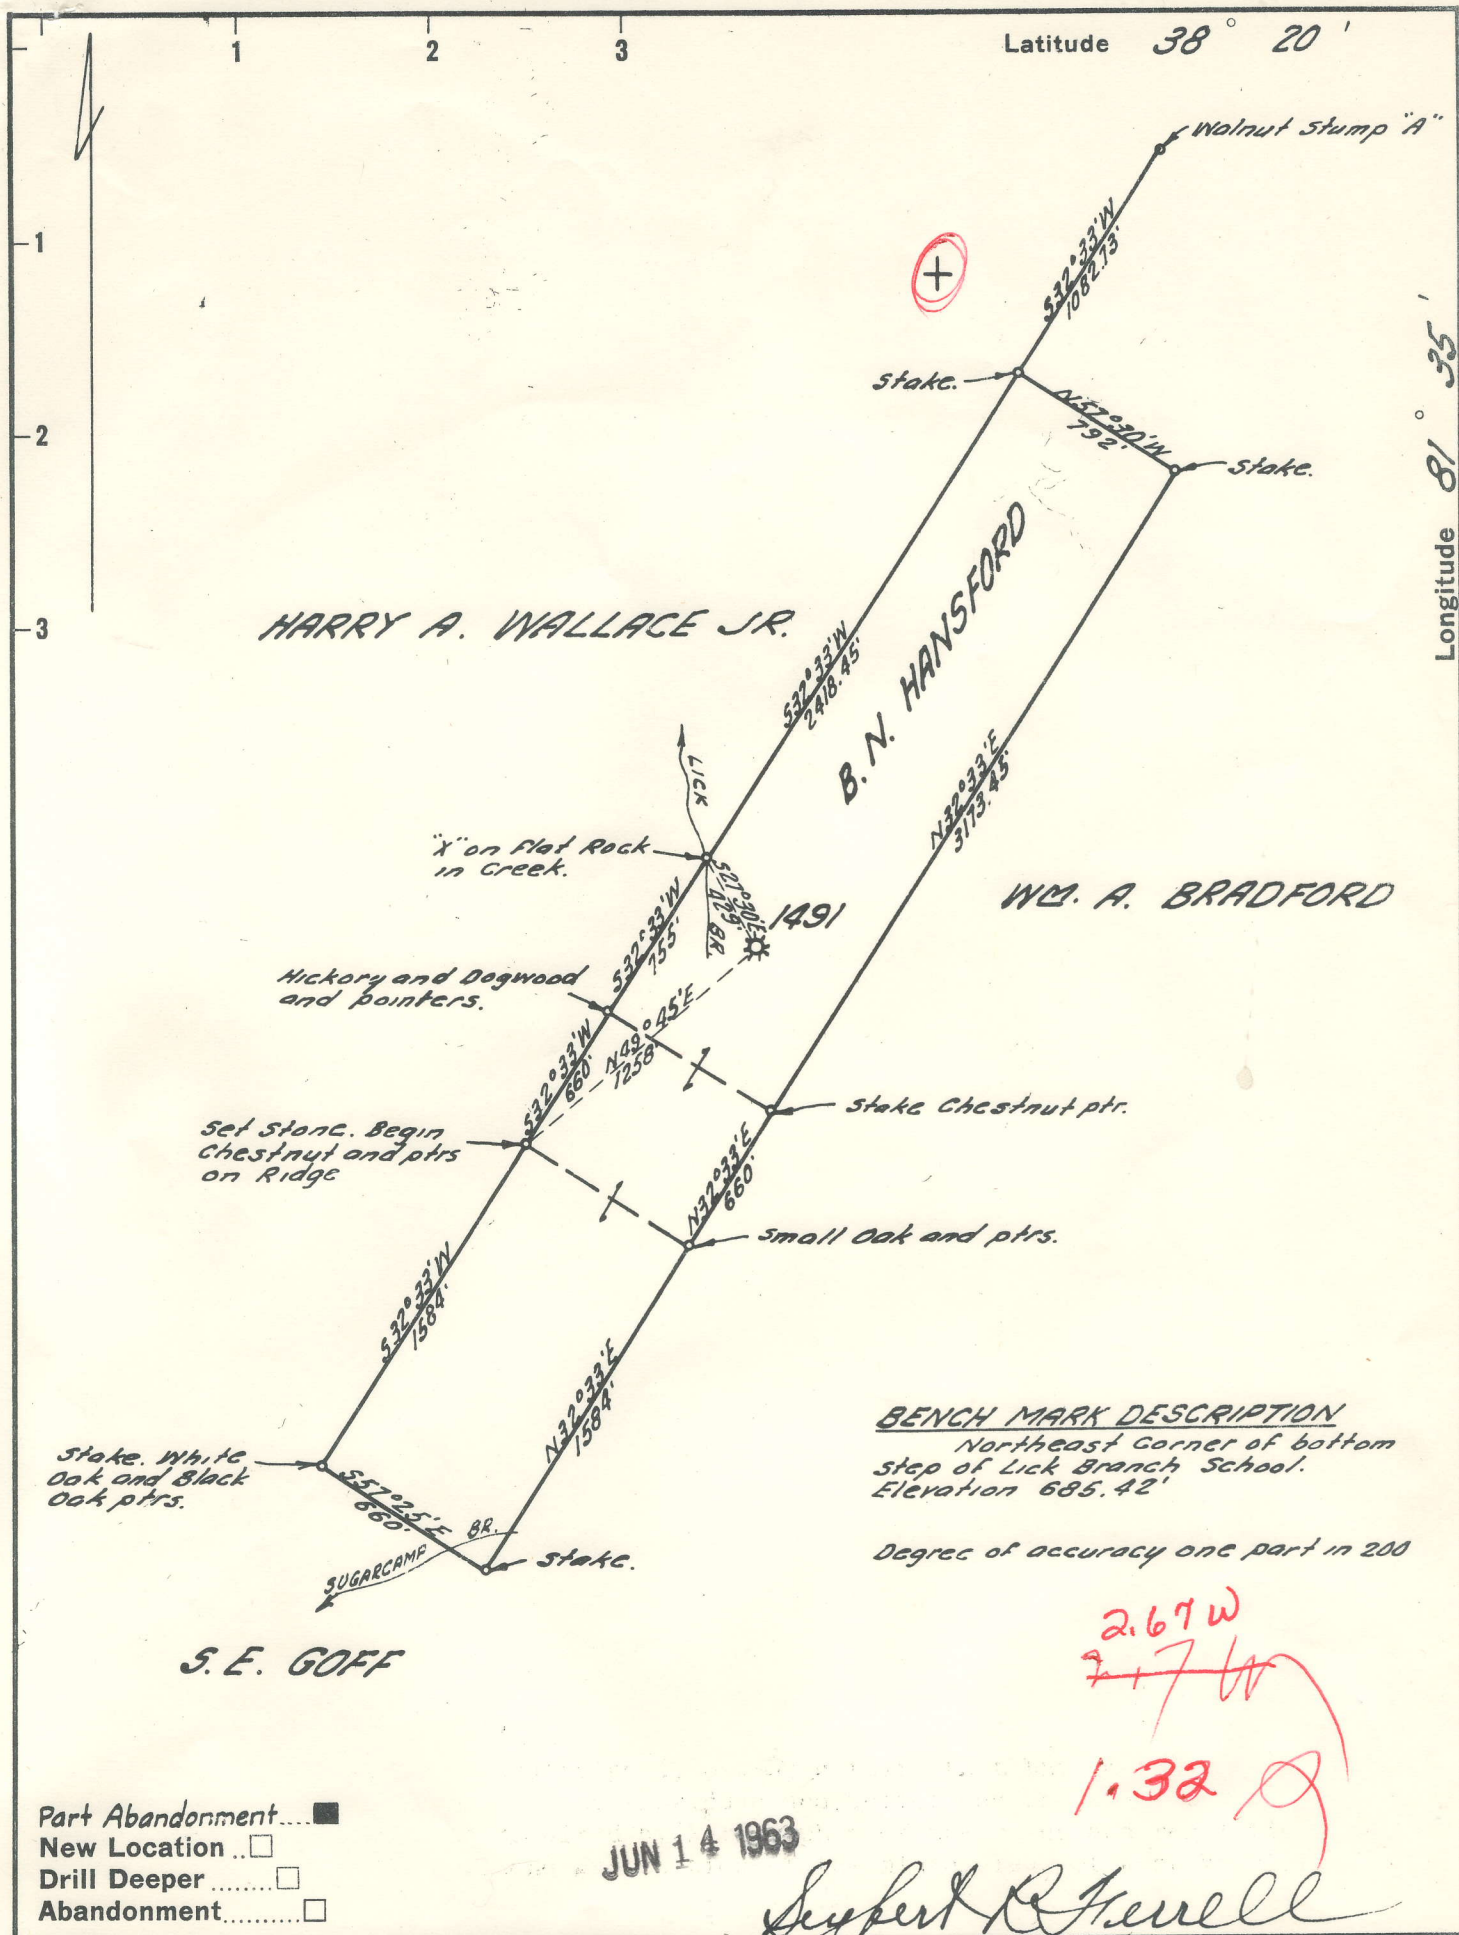 1 2 3
Latitude 38° 20'
Walnut Stump "A"
1
S32°33'W
1082.73'
+
Longitude 81° 35'
Stake.
N57°30'W
792'
Stake.
2
B. N. HANSFORD
3
HARRY A. WALLACE JR.
S32°33'W
2418.45'
LICK
N32°33'E
3173.45'
"X" on Flat Rock
in Creek.
S27°30'E
429'
BR.
1491
WM. A. BRADFORD
S32°33'W
755'
Hickory and Dogwood
and pointers.
N49°45'E
1258'
S32°33'W
660'
Stake Chestnut ptr.
Set Stone. Begin
Chestnut and ptrs
on Ridge
N32°33'E
660'
Small Oak and ptrs.
S32°33'W
1584'
N32°33'E
1584'
BENCH MARK DESCRIPTION
Northeast Corner of bottom
Step of Lick Branch School.
Elevation 685.42'
Stake. White
Oak and Black
Oak ptrs.
S57°25'E
660'
SUGARCAMP BR.
Stake.
Degree of accuracy one part in 200
2.67 W
S. E. GOFF
1.32
Part Abandonment....■
New Location ..☐
Drill Deeper ........☐
Abandonment..........☐
JUN 14 1963
Seybert R Ferrell